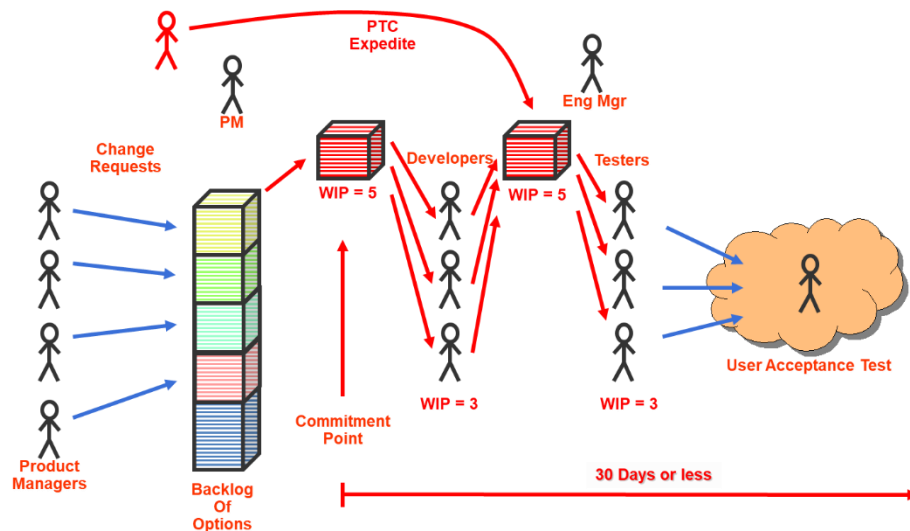 PTC
Expedite
Eng Mgr
PM
Change
Requests
Developers
Testers
WIP = 5
WIP = 5
User Acceptance Test
WIP = 3
WIP = 3
Commitment
Point
Product
Managers
30 Days or less
Backlog
Of
Options